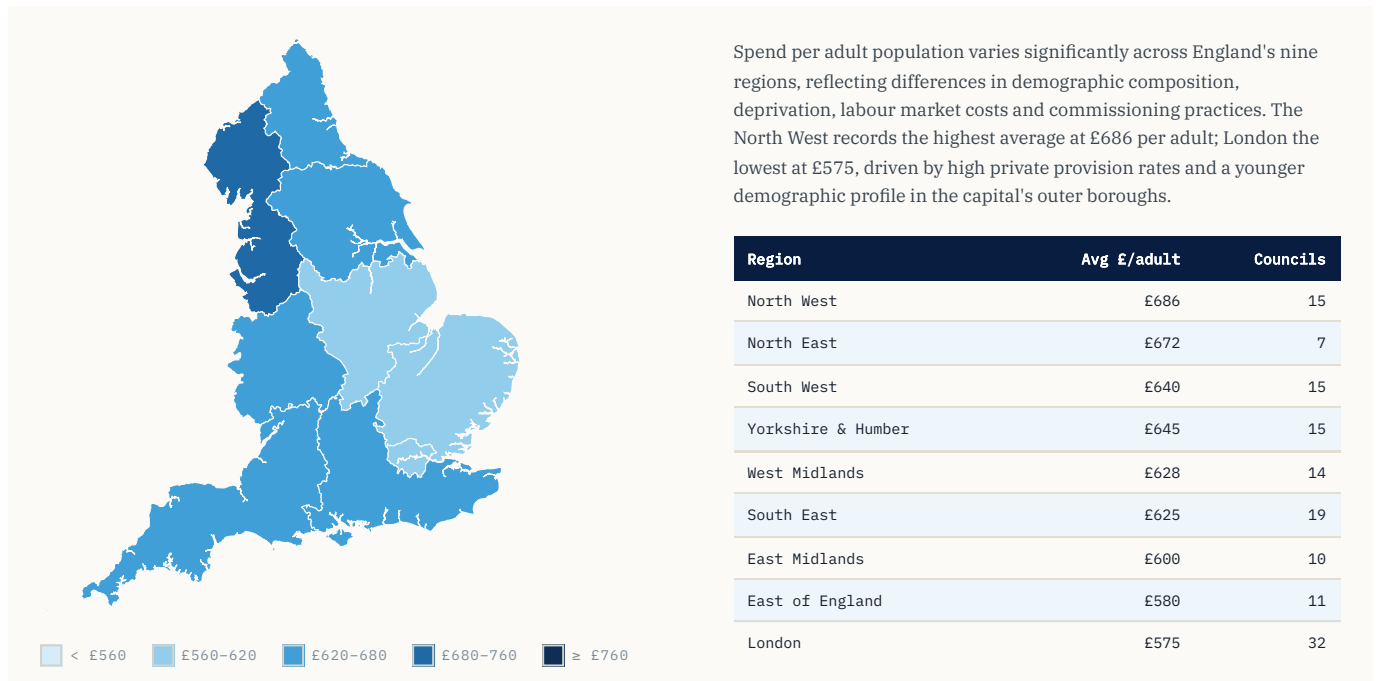 Spend per adult population varies significantly across England's nine
regions, reflecting differences in demographic composition,
deprivation, labour market costs and commissioning practices. The
North West records the highest average at £686 per adult; London the
lowest at £575, driven by high private provision rates and a younger
demographic profile in the capital's outer boroughs.
Region Avg £/adult Councils
North West £686 15
North East £672 7
South West £640 15
Yorkshire & Humber £645 15
West Midlands £628 14
South East £625 19
East Midlands £600 10
East of England £580 11
London £575 32
< £560 £560–620 £620–680 £680–760 ≥ £760